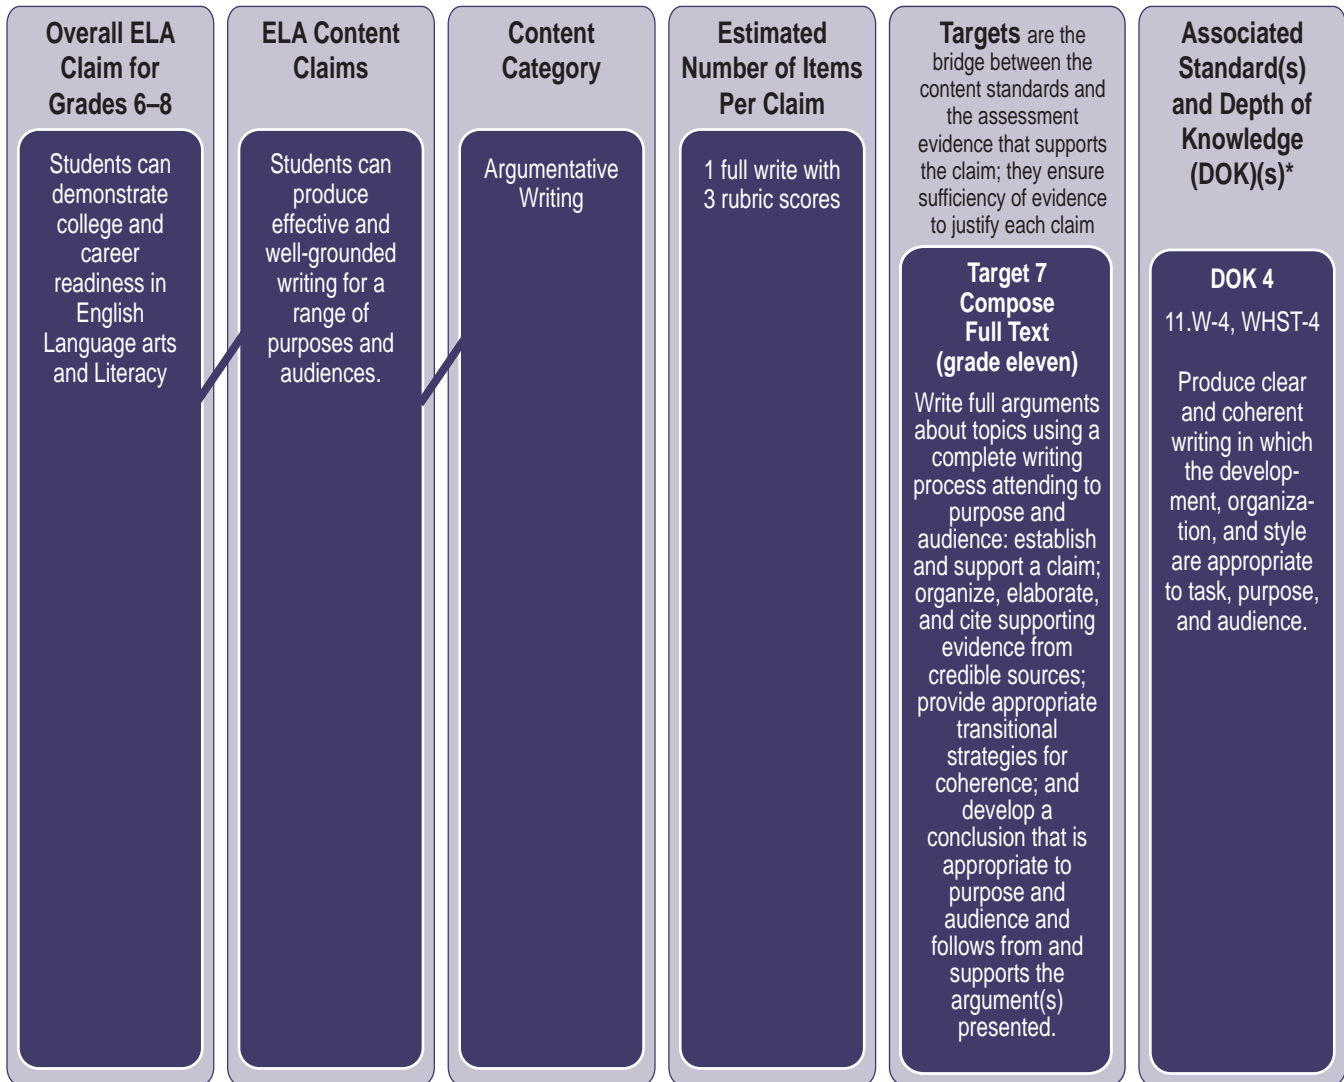 Overall ELA
Claim for
Grades 6–8
Students can
demonstrate
college and
career
readiness in
English
Language arts
and Literacy
ELA Content
Claims
Students can
produce
effective and
well-grounded
writing for a
range of
purposes and
audiences.
Content
Category
Argumentative
Writing
Estimated
Number of Items
Per Claim
1 full write with
3 rubric scores
Targets are the
bridge between the
content standards and
the assessment
evidence that supports
the claim; they ensure
sufficiency of evidence
to justify each claim
Target 7
Compose
Full Text
(grade eleven)
Write full arguments
about topics using a
complete writing
process attending to
purpose and
audience: establish
and support a claim;
organize, elaborate,
and cite supporting
evidence from
credible sources;
provide appropriate
transitional
strategies for
coherence; and
develop a
conclusion that is
appropriate to
purpose and
audience and
follows from and
supports the
argument(s)
presented.
Associated
Standard(s)
and Depth of
Knowledge
(DOK)(s)*
DOK 4
11.W-4, WHST-4
Produce clear
and coherent
writing in which
the develop-
ment, organiza-
tion, and style
are appropriate
to task, purpose,
and audience.